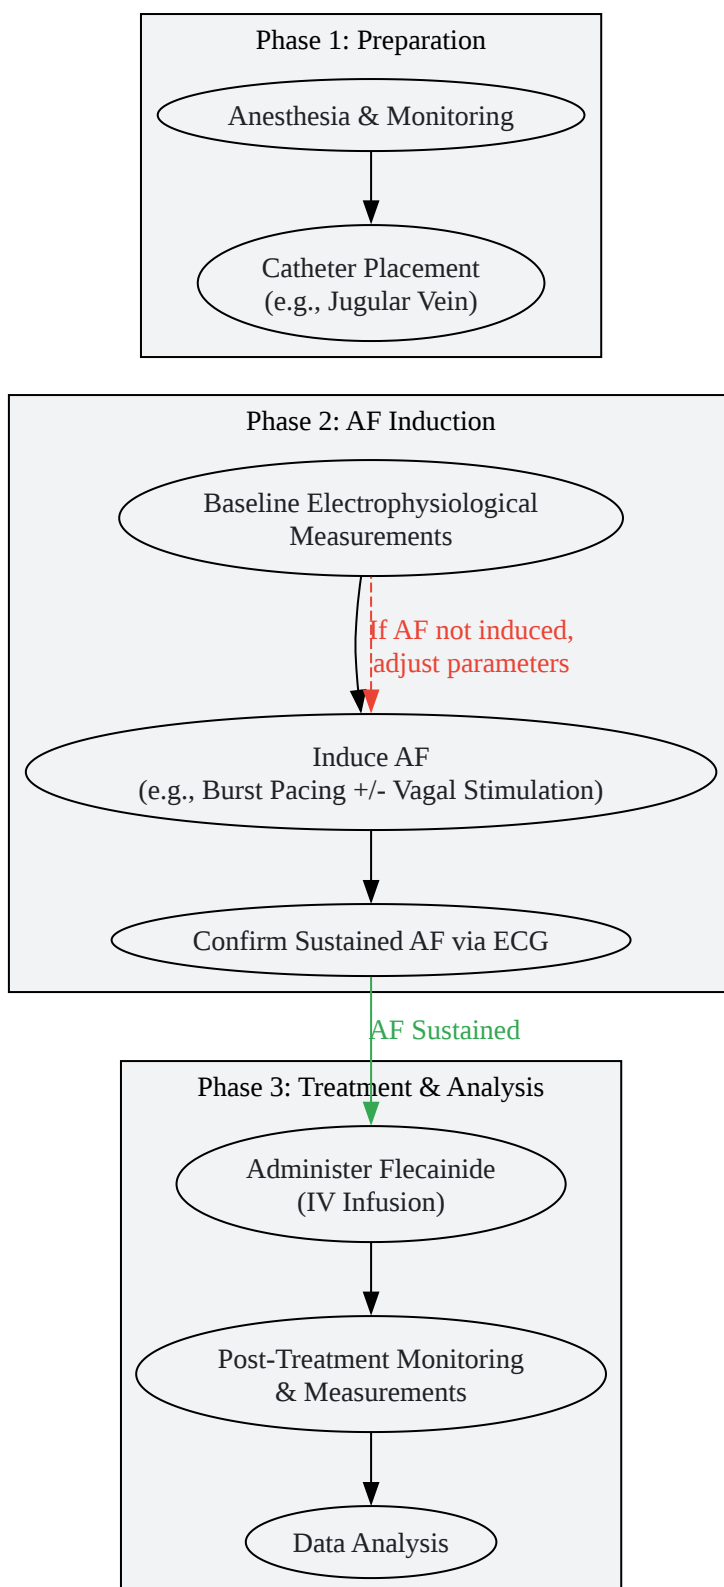 Phase 1: Preparation
Anesthesia & Monitoring
Catheter Placement
(e.g., Jugular Vein)
Phase 2: AF Induction
Baseline Electrophysiological
Measurements
If AF not induced,
adjust parameters
Induce AF
(e.g., Burst Pacing +/- Vagal Stimulation)
Confirm Sustained AF via ECG
AF Sustained
Phase 3: Treatment & Analysis
Administer Flecainide
(IV Infusion)
Post-Treatment Monitoring
& Measurements
Data Analysis